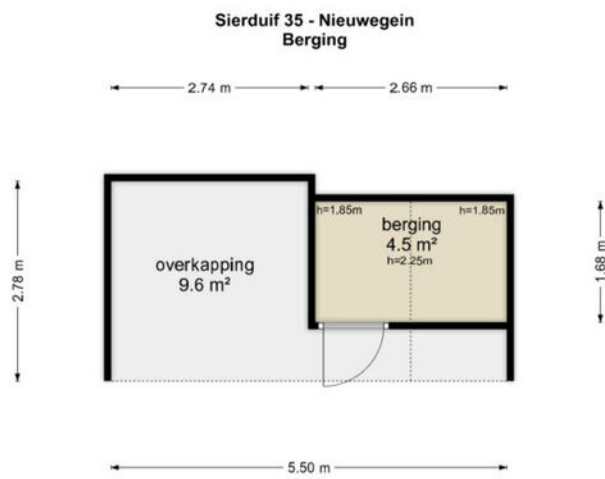 Sierduif 35 - Nieuwegein
Berging
2.74 m
2.66 m
h=1.85m
h=1.85m
berging
4.5 m²
h=2.25m
overkapping
9.6 m²
2.78 m
1.68 m
5.50 m